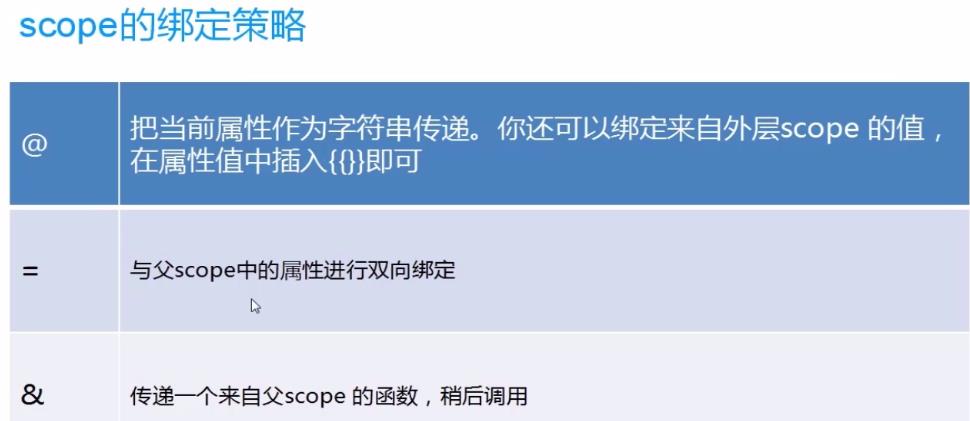 scope的绑定策略
@
把当前属性作为字符串传递。你还可以绑定来自外层scope 的值，
在属性值中插入{{}}即可
=
与父scope中的属性进行双向绑定
&
传递一个来自父scope 的函数，稍后调用